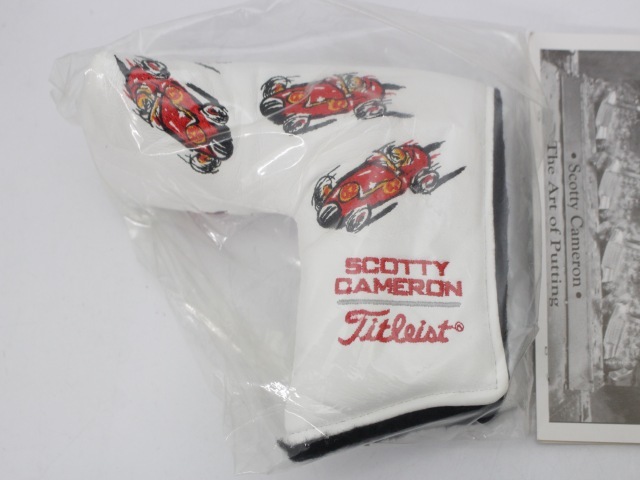 SCOTTY
CAMERON
Titleist®
• Scotty Cameron •
The Art of Putting